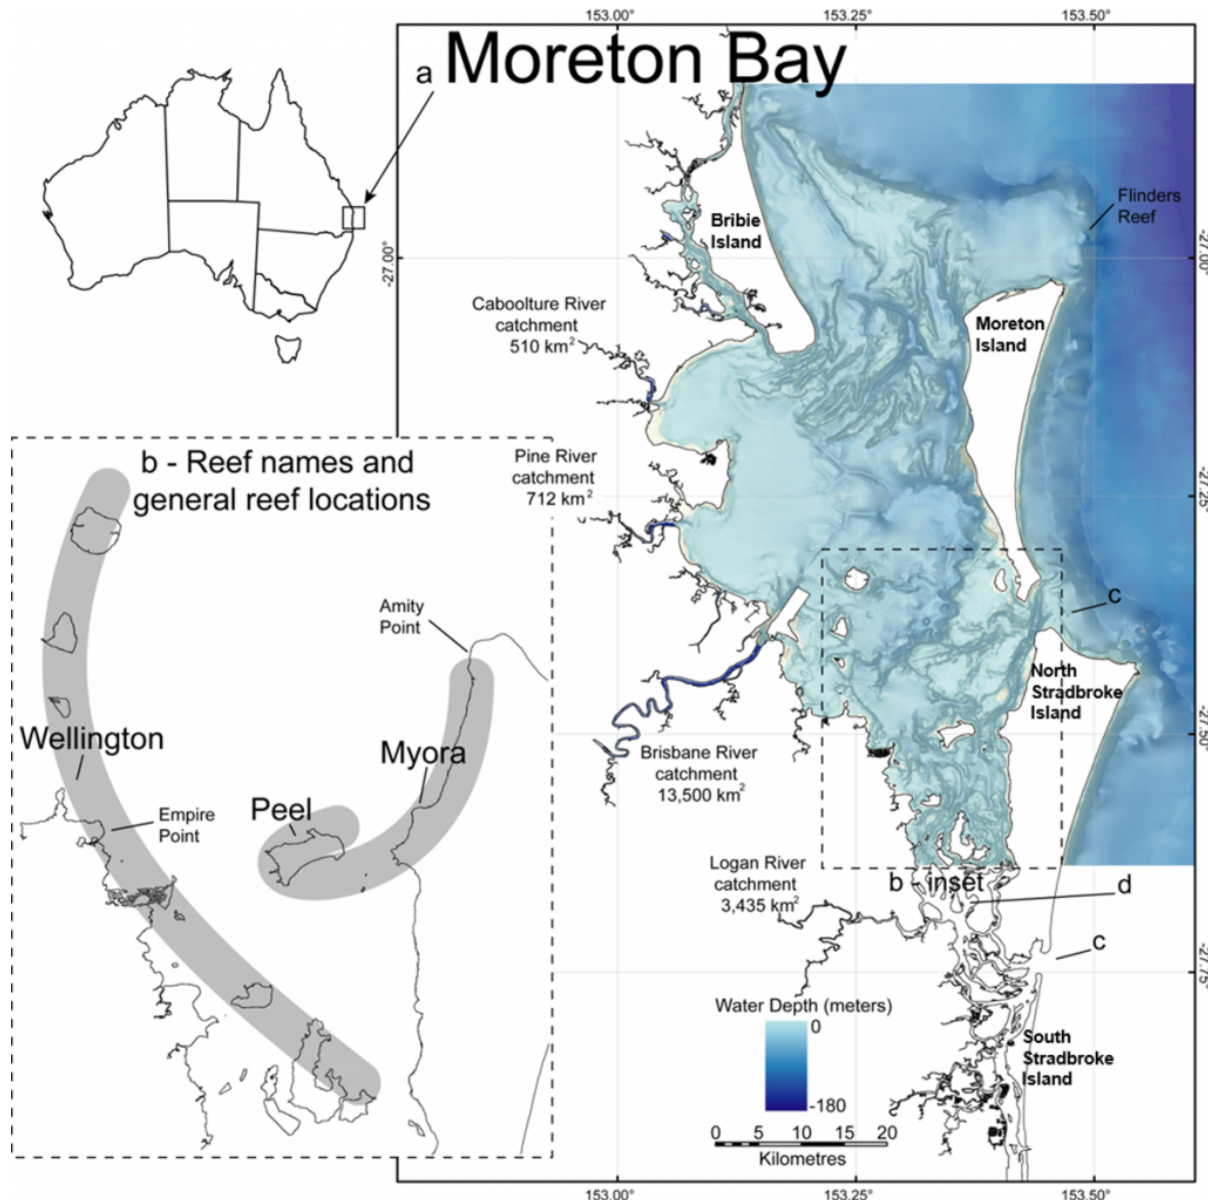 153.00°
153.25°
153.50°
a
Moreton Bay
Flinders
Reef
Bribie
Island
-27.00°
-27.00°
Caboolture River
catchment
510 km²
Moreton
Island
b - Reef names and
general reef locations
Pine River
catchment
712 km²
-27.25°
Amity
Point
c
North
Stradbroke
Island
Wellington
Myora
-27.50°
Brisbane River
catchment
13,500 km²
Peel
Empire
Point
Logan River
catchment
3,435 km²
b - inset
d
c
-27.75°
Water Depth (meters)
0
-180
South
Stradbroke
Island
0 5 10 15 20
Kilometres
153.00°
153.25°
153.50°